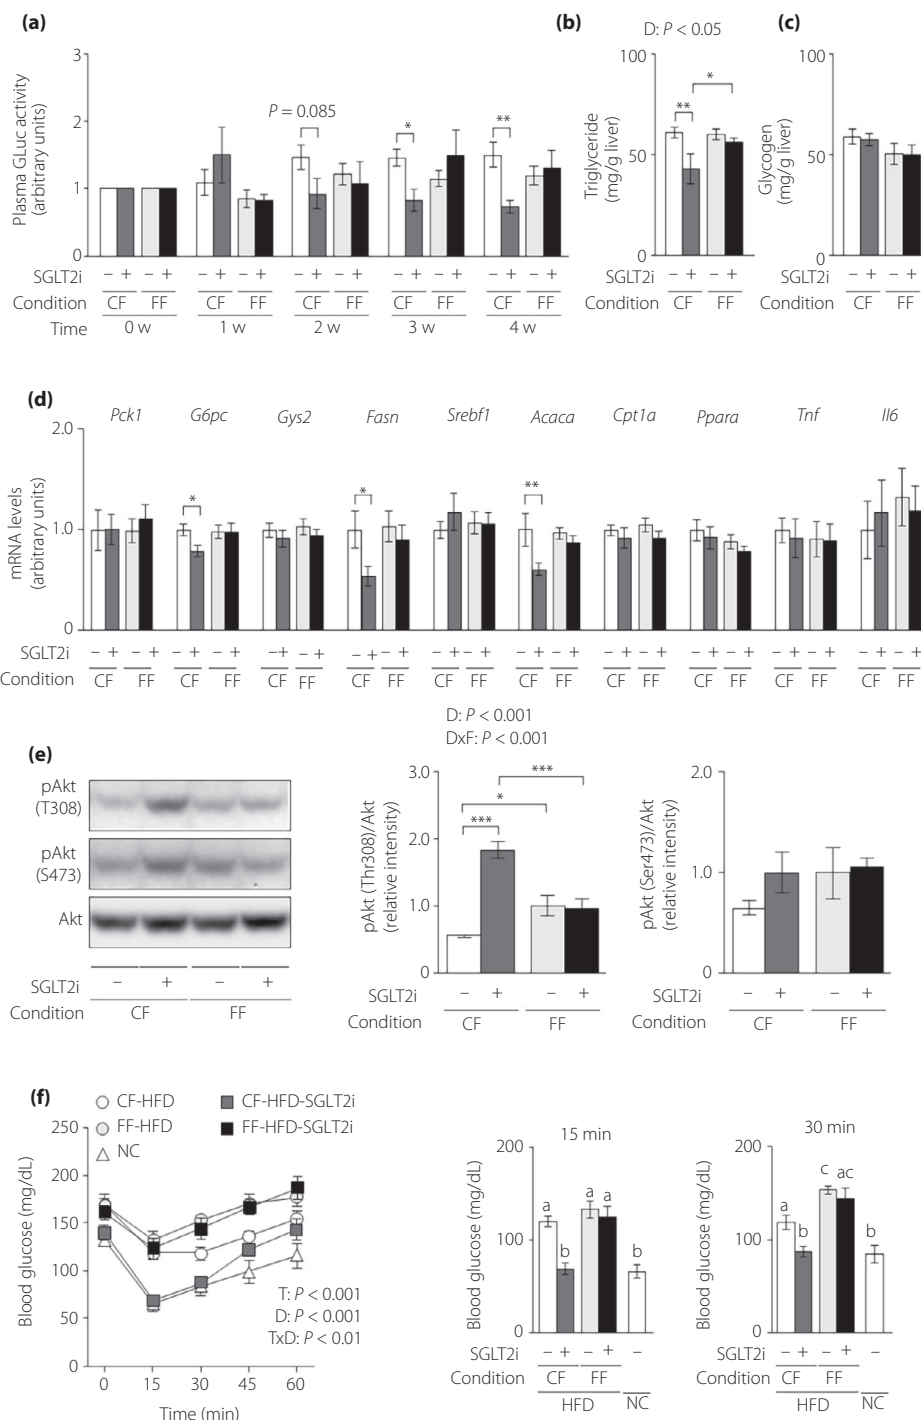 (a)
Plasma GLuc activity
(arbitrary units)
3
2
1
0
P = 0.085
*
**
SGLT2i − + − + − + − + − + − + − + − + − + − +
Condition CF FF CF FF CF FF CF FF CF FF
Time 0 w 1 w 2 w 3 w 4 w
(b)
D: P < 0.05
Triglyceride
(mg/g liver)
100
50
0
**
*
SGLT2i − + − +
Condition CF FF
(c)
Glycogen
(mg/g liver)
100
50
0
SGLT2i − + − +
Condition CF FF
(d)
Pck1 G6pc Gys2 Fasn Srebf1 Acaca Cpt1a Ppara Tnf Il6
mRNA levels
(arbitrary units)
2.0
1.0
0
*
*
**
SGLT2i − + − + − + − + − + − + − + − + − + − + − + − + − + − + − + − + − + − + − + − +
Condition CF FF CF FF CF FF CF FF CF FF CF FF CF FF CF FF CF FF CF FF
(e)
pAkt
(T308)
pAkt
(S473)
Akt
SGLT2i − + − +
Condition CF FF
D: P < 0.001
DxF: P < 0.001
pAkt (Thr308)/Akt
(relative intensity)
3.0
2.0
1.0
0
***
*
***
SGLT2i − + − +
Condition CF FF
pAkt (Ser473)/Akt
(relative intensity)
2.0
1.0
0
SGLT2i − + − +
Condition CF FF
(f)
CF-HFD CF-HFD-SGLT2i
FF-HFD FF-HFD-SGLT2i
NC
Blood glucose (mg/dL)
250
200
150
100
50
0
T: P < 0.001
D: P < 0.001
TxD: P < 0.01
0 15 30 45 60
Time (min)
15 min
Blood glucose (mg/dL)
200
100
0
a b a a b
SGLT2i − + − + −
Condition CF FF
HFD NC
30 min
Blood glucose (mg/dL)
200
100
0
a b c ac b
SGLT2i − + − + −
Condition CF FF
HFD NC